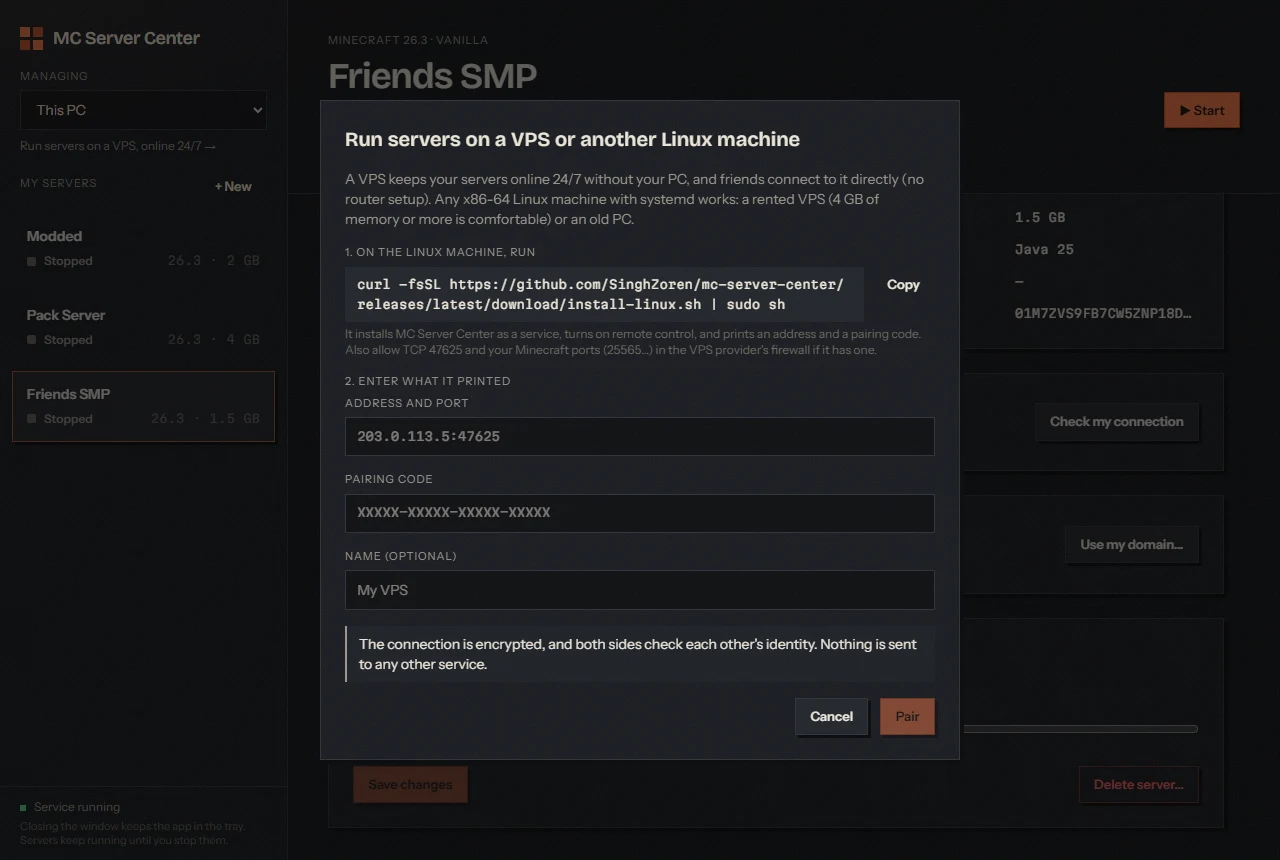 MC Server Center
MANAGING
This PC
Run servers on a VPS, online 24/7 →
MY SERVERS
+ New
Modded
Stopped
26.3 · 2 GB
Pack Server
Stopped
26.3 · 4 GB
Friends SMP
Stopped
26.3 · 1.5 GB
Service running
Closing the window keeps the app in the tray.
Servers keep running until you stop them.
MINECRAFT 26.3 · VANILLA
Friends SMP
▶ Start
Run servers on a VPS or another Linux machine
A VPS keeps your servers online 24/7 without your PC, and friends connect to it directly (no
router setup). Any x86-64 Linux machine with systemd works: a rented VPS (4 GB of
memory or more is comfortable) or an old PC.
1. ON THE LINUX MACHINE, RUN
curl -fsSL https://github.com/SinghZoren/mc-server-center/
releases/latest/download/install-linux.sh | sudo sh
Copy
It installs MC Server Center as a service, turns on remote control, and prints an address and a pairing code.
Also allow TCP 47625 and your Minecraft ports (25565…) in the VPS provider's firewall if it has one.
2. ENTER WHAT IT PRINTED
ADDRESS AND PORT
203.0.113.5:47625
PAIRING CODE
XXXXX-XXXXX-XXXXX-XXXXX
NAME (OPTIONAL)
My VPS
The connection is encrypted, and both sides check each other's identity. Nothing is sent
to any other service.
Cancel
Pair
1.5 GB
Java 25
—
01M7ZVS9FB7CW5ZNP18D…
Check my connection
Use my domain…
Save changes
Delete server…